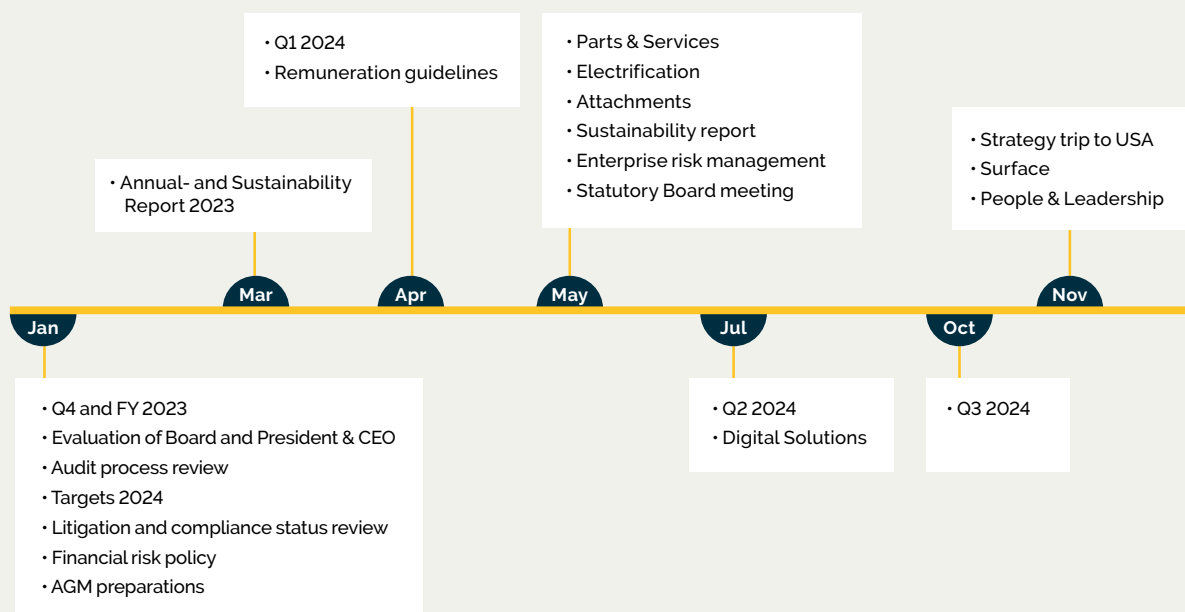 • Q1 2024
• Remuneration guidelines
• Parts & Services
• Electrification
• Attachments
• Sustainability report
• Enterprise risk management
• Statutory Board meeting
• Strategy trip to USA
• Surface
• People & Leadership
• Annual- and Sustainability
Report 2023
Mar
Apr
May
Nov
Jan
Jul
Oct
• Q4 and FY 2023
• Evaluation of Board and President & CEO
• Audit process review
• Targets 2024
• Litigation and compliance status review
• Financial risk policy
• AGM preparations
• Q2 2024
• Digital Solutions
• Q3 2024